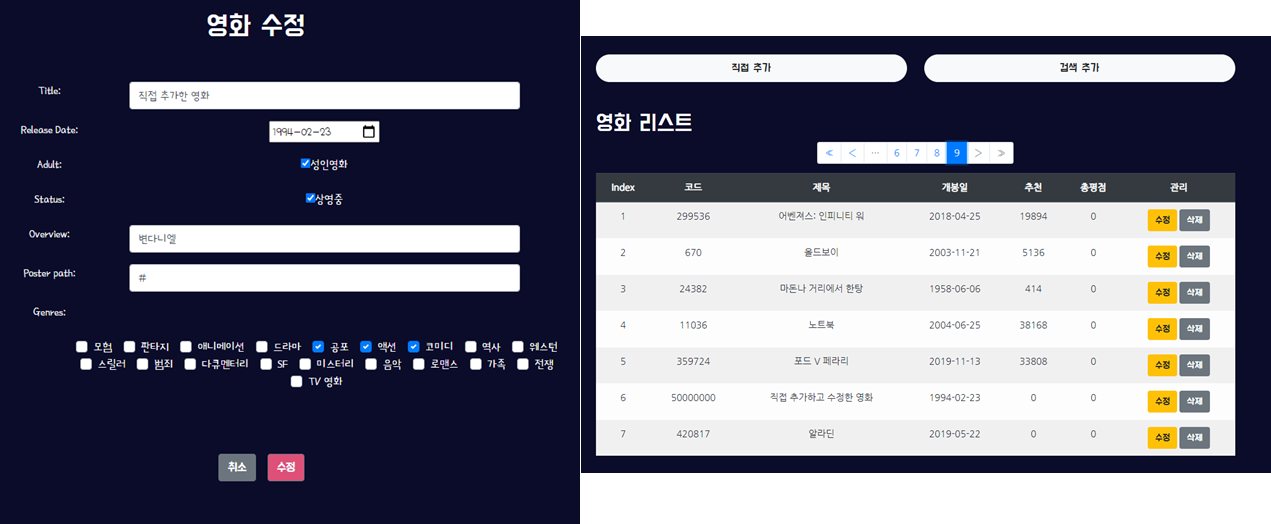 영화 수정
Title:
직접 추가한 영화
Release Date:
1994-02-23
Adult:
성인영화
Status:
상영중
Overview:
변다니엘
Poster path:
#
Genres:
모험 판타지 애니메이션 드라마 공포 액션 코미디 역사 웨스턴
스릴러 범죄 다큐멘터리 SF 미스터리 음악 로맨스 가족 전쟁
TV 영화
취소 수정
직접 추가 검색 추가
영화 리스트
« < ... 6 7 8 9 > »
Index 코드 제목 개봉일 추천 총평점 관리
1 299536 어벤져스: 인피니티 워 2018-04-25 19894 0 수정 삭제
2 670 올드보이 2003-11-21 5136 0 수정 삭제
3 24382 마돈나 거리에서 한탕 1958-06-06 414 0 수정 삭제
4 11036 노트북 2004-06-25 38168 0 수정 삭제
5 359724 포드 V 페라리 2019-11-13 33808 0 수정 삭제
6 50000000 직접 추가하고 수정한 영화 1994-02-23 0 0 수정 삭제
7 420817 알라딘 2019-05-22 0 0 수정 삭제